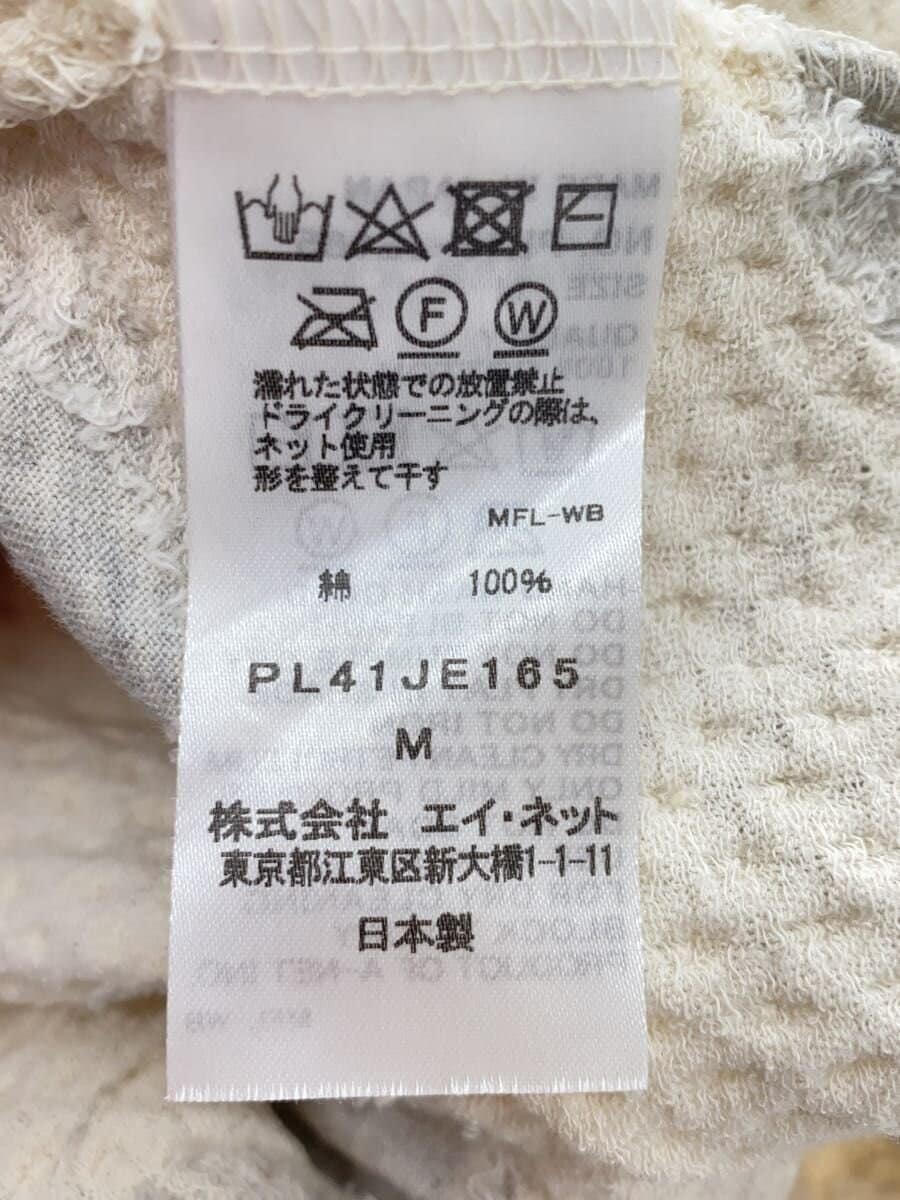 F W
濡れた状態での放置禁止
ドライクリーニングの際は、
ネット使用
形を整えて干す
MFL-WB
綿 100%
PL41JE165
M
株式会社 エイ・ネット
東京都江東区新大橋1-1-11
日本製